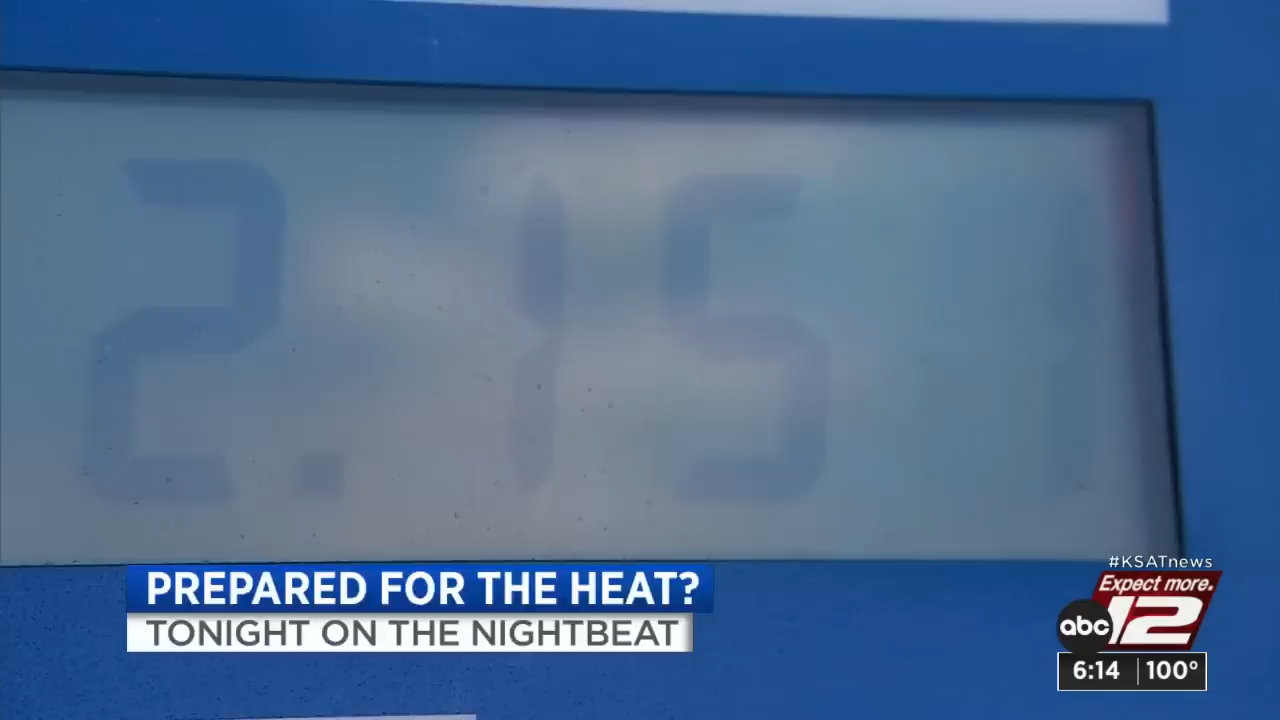 2.15
PREPARED FOR THE HEAT?
TONIGHT ON THE NIGHTBEAT
#KSATnews
Expect more.
abc 12
6:14 100°